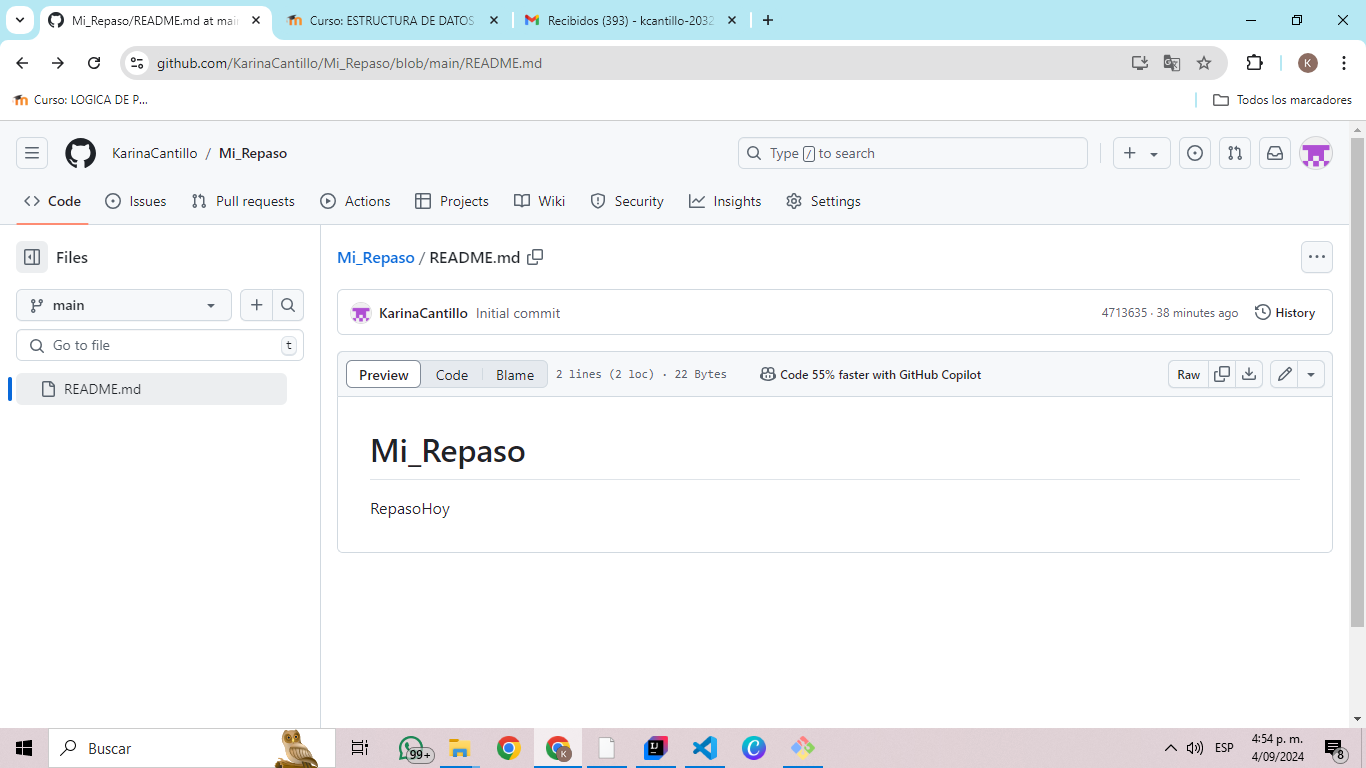 Mi_Repaso/README.md at main
Curso: ESTRUCTURA DE DATOS
Recibidos (393) - kcantillo-2032
github.com/KarinaCantillo/Mi_Repaso/blob/main/README.md
K
Curso: LOGICA DE P...
Todos los marcadores
KarinaCantillo / Mi_Repaso
Type / to search
Code
Issues
Pull requests
Actions
Projects
Wiki
Security
Insights
Settings
Files
Mi_Repaso / README.md
main
KarinaCantillo Initial commit
4713635 · 38 minutes ago
History
Go to file
t
Preview
Code
Blame
2 lines (2 loc) · 22 Bytes
Code 55% faster with GitHub Copilot
Raw
README.md
Mi_Repaso
RepasoHoy
Buscar
99+
K
ESP
4:54 p. m.
4/09/2024
8